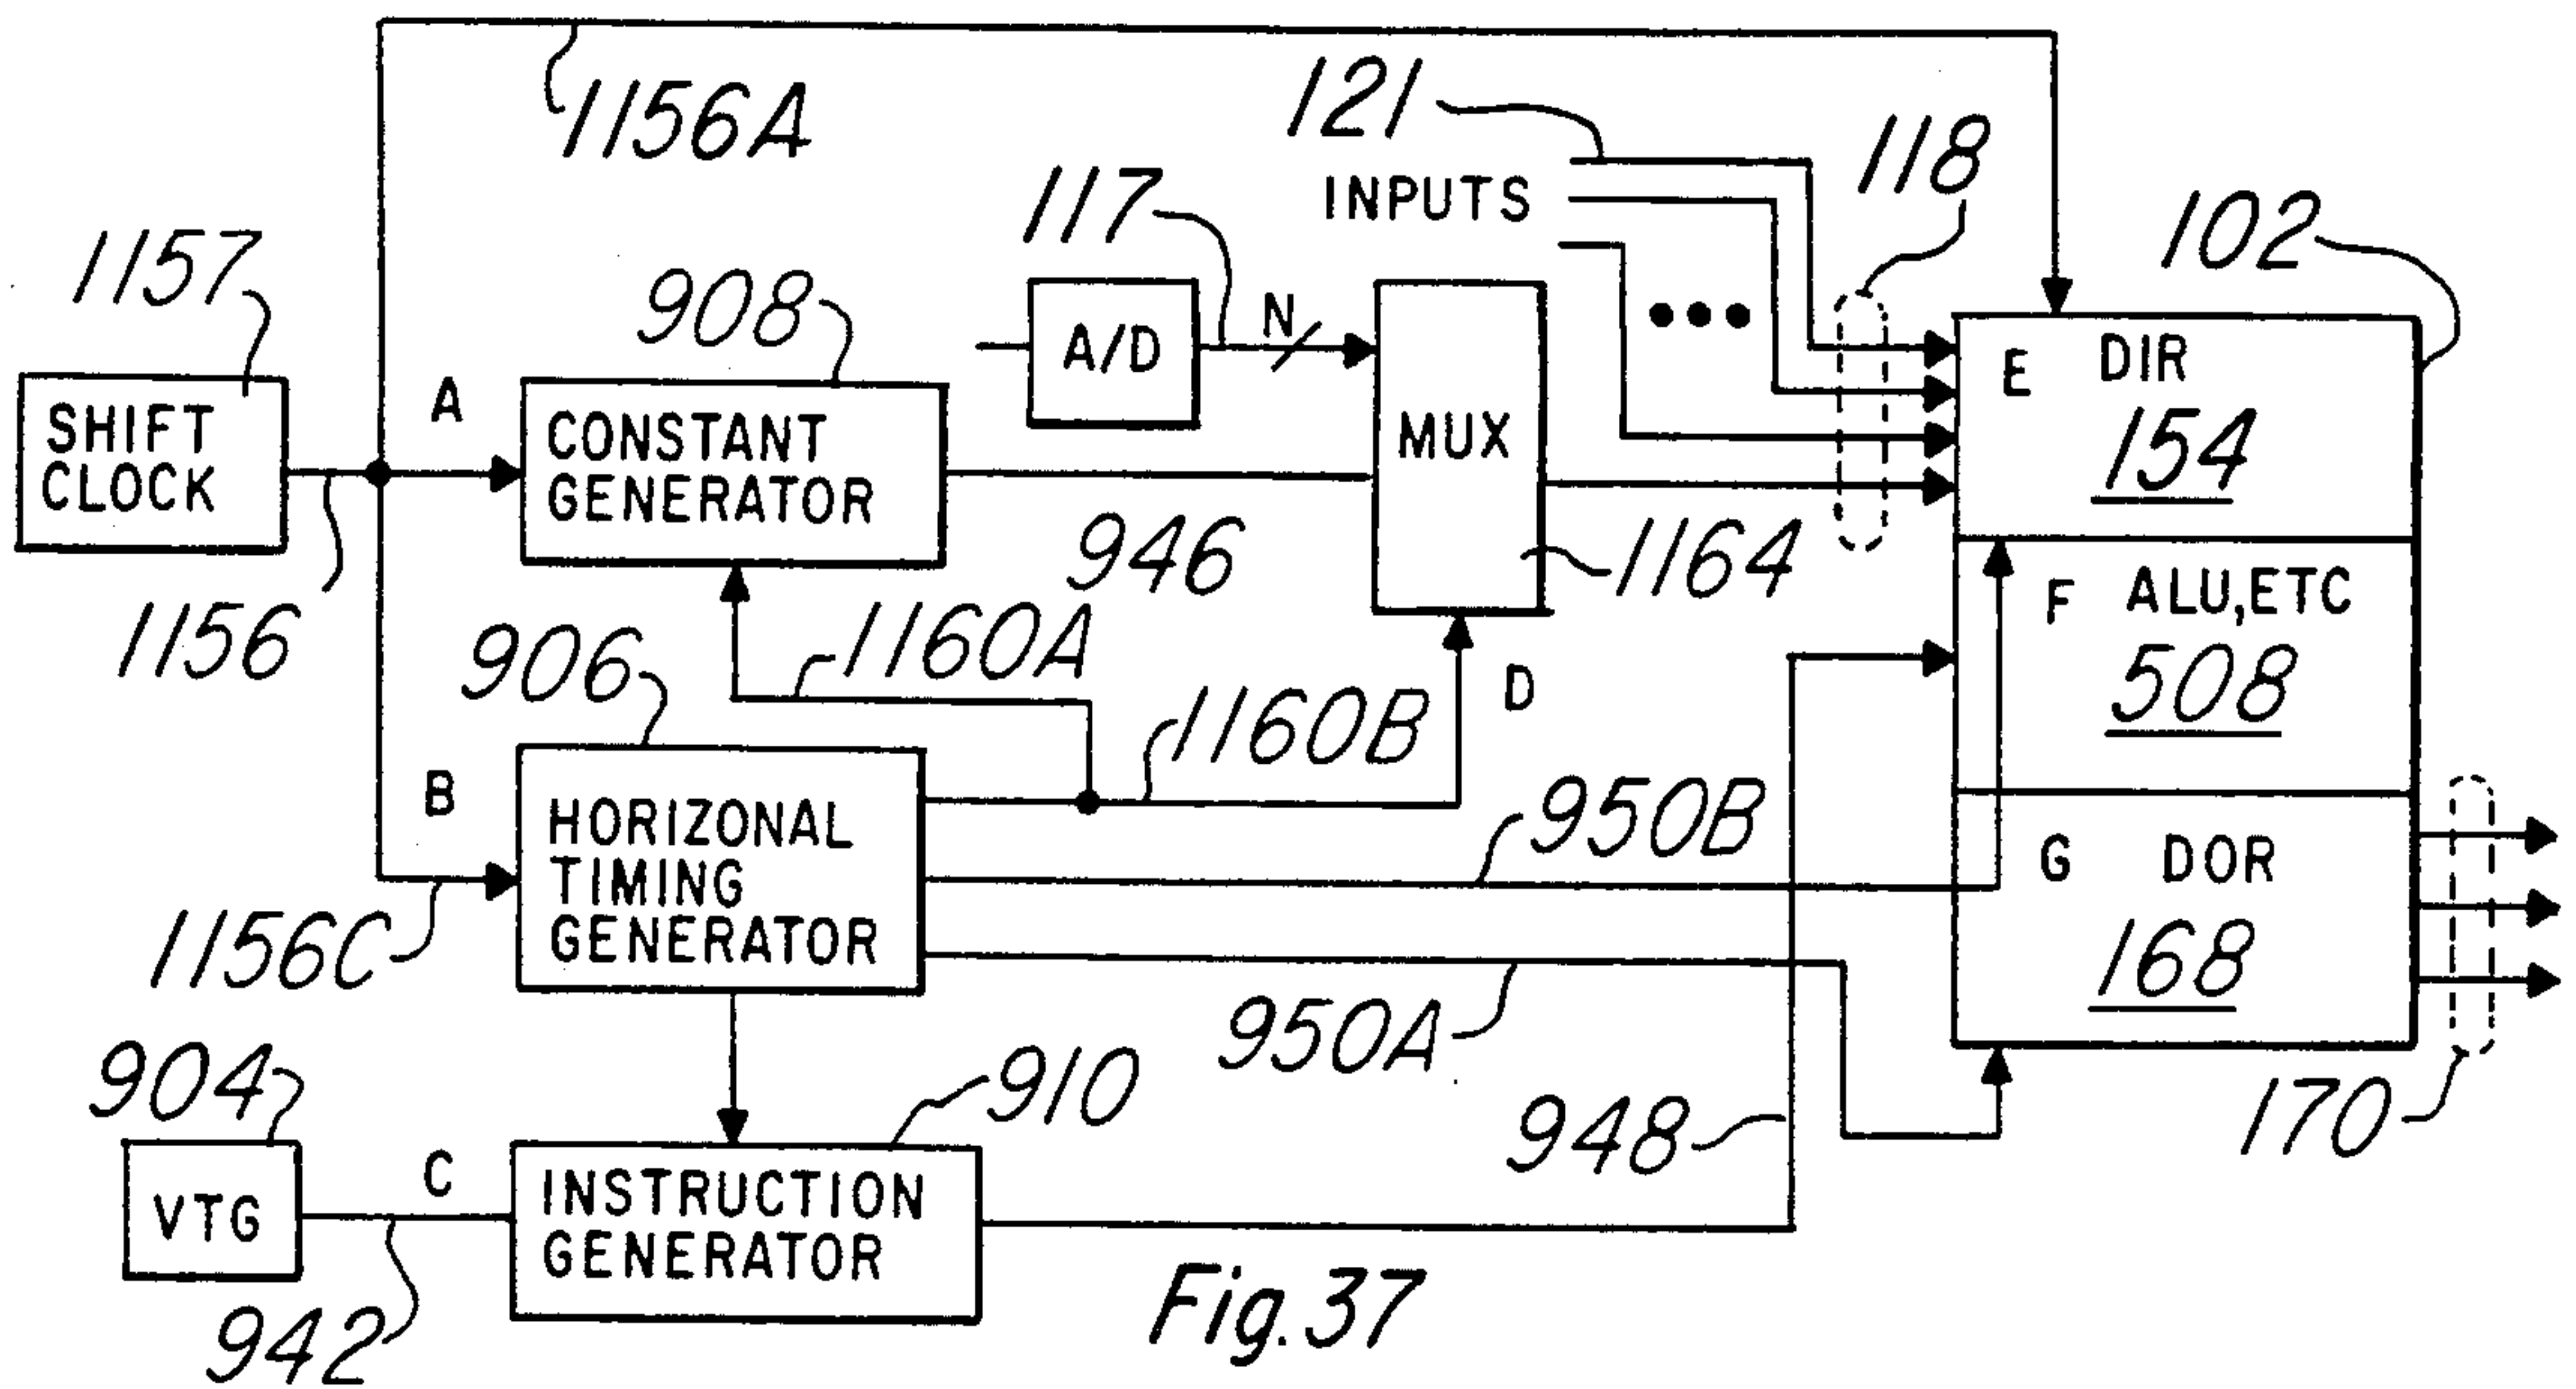 1156A
121
INPUTS
118
117
102
1157
908
N
A/D
E
DIR
154
A
SHIFT
CLOCK
CONSTANT
GENERATOR
MUX
946
1164
1156
906
1160A
1160B
D
F
ALU,ETC
508
B
HORIZONAL
TIMING
GENERATOR
950B
G
DOR
168
1156C
950A
904
910
948
170
C
VTG
INSTRUCTION
GENERATOR
942
Fig.37